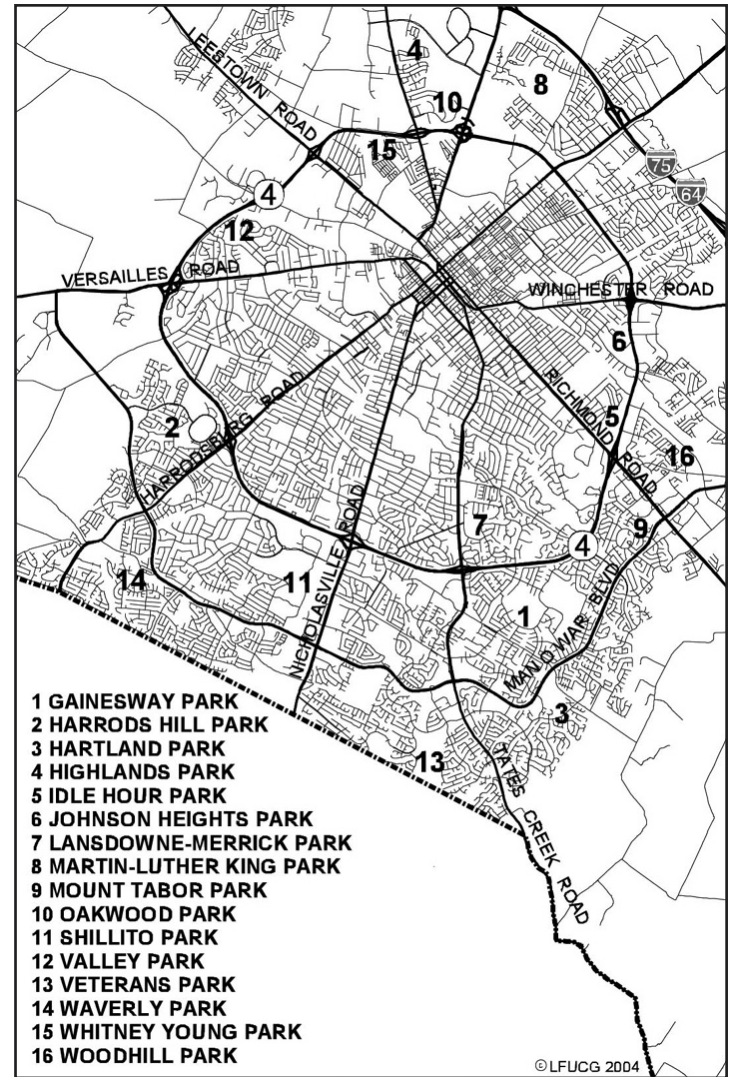 LEESTOWN ROAD
4
8
10
15
75
64
4
12
VERSAILLES ROAD
WINCHESTER ROAD
6
RICHMOND ROAD
5
2
HARRODSBURG ROAD
16
NICHOLASVILLE ROAD
7
9
4
14
11
1
MAN O WAR BLVD
3
13
TATES CREEK ROAD
1 GAINESWAY PARK
2 HARRODS HILL PARK
3 HARTLAND PARK
4 HIGHLANDS PARK
5 IDLE HOUR PARK
6 JOHNSON HEIGHTS PARK
7 LANSDOWNE-MERRICK PARK
8 MARTIN-LUTHER KING PARK
9 MOUNT TABOR PARK
10 OAKWOOD PARK
11 SHILLITO PARK
12 VALLEY PARK
13 VETERANS PARK
14 WAVERLY PARK
15 WHITNEY YOUNG PARK
16 WOODHILL PARK
©LFUCG 2004